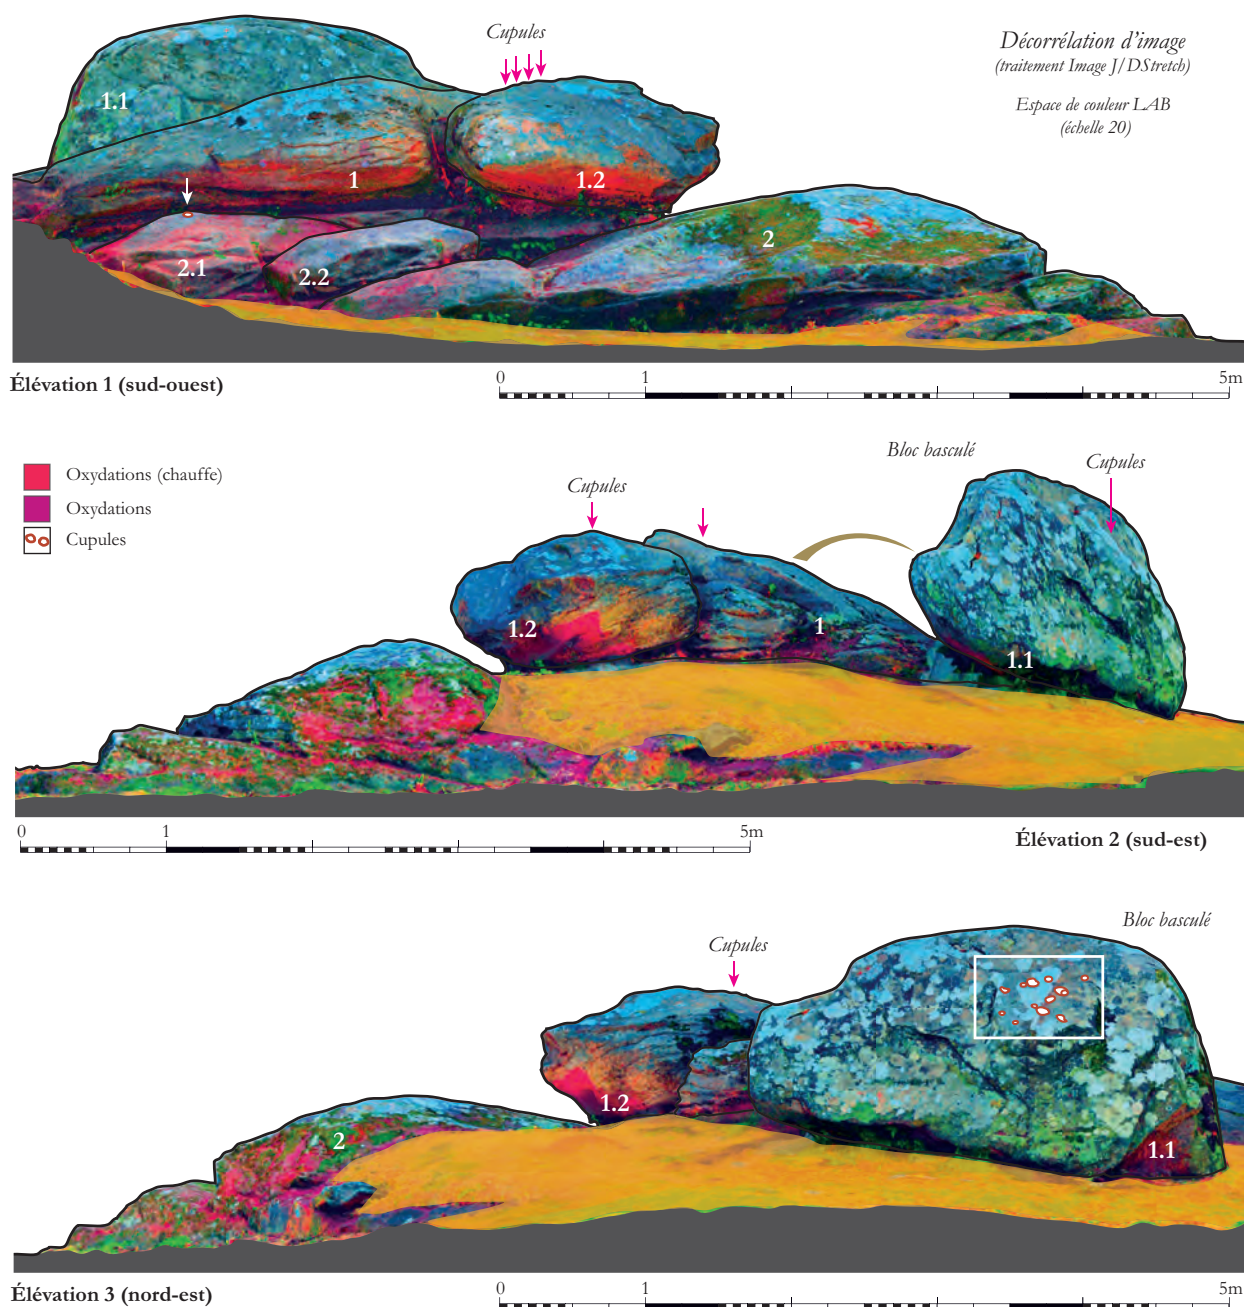 Cupules
Décorrélation d'image
(traitement Image J/DStretch)
Espace de couleur LAB
(échelle 20)
1.1
1
1.2
2
2.1
2.2
Élévation 1 (sud-ouest)
0 1 5m
Oxydations (chauffe)
Oxydations
Cupules
Bloc basculé
Cupules
Cupules
1.2
1
1.1
0 1 5m
Élévation 2 (sud-est)
Bloc basculé
Cupules
1.2
2
1.1
Élévation 3 (nord-est)
0 1 5m